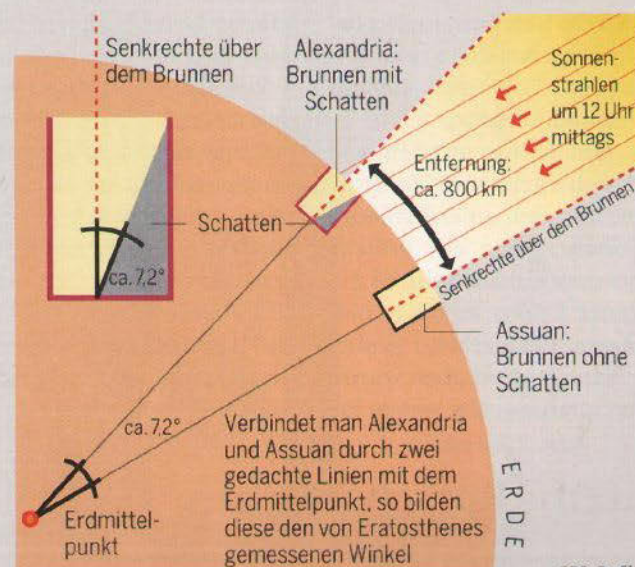 Senkrechte über
dem Brunnen
Alexandria:
Brunnen mit
Schatten
Sonnen-
strahlen
um 12 Uhr
mittags
Entfernung:
ca. 800 km
Schatten
ca. 7,2°
Senkrechte über dem Brunnen
Assuan:
Brunnen ohne
Schatten
ca. 7,2°
Verbindet man Alexandria
und Assuan durch zwei
gedachte Linien mit dem
Erdmittelpunkt, so bilden
diese den von Eratosthenes
gemessenen Winkel
Erdmittel-
punkt
ERDE